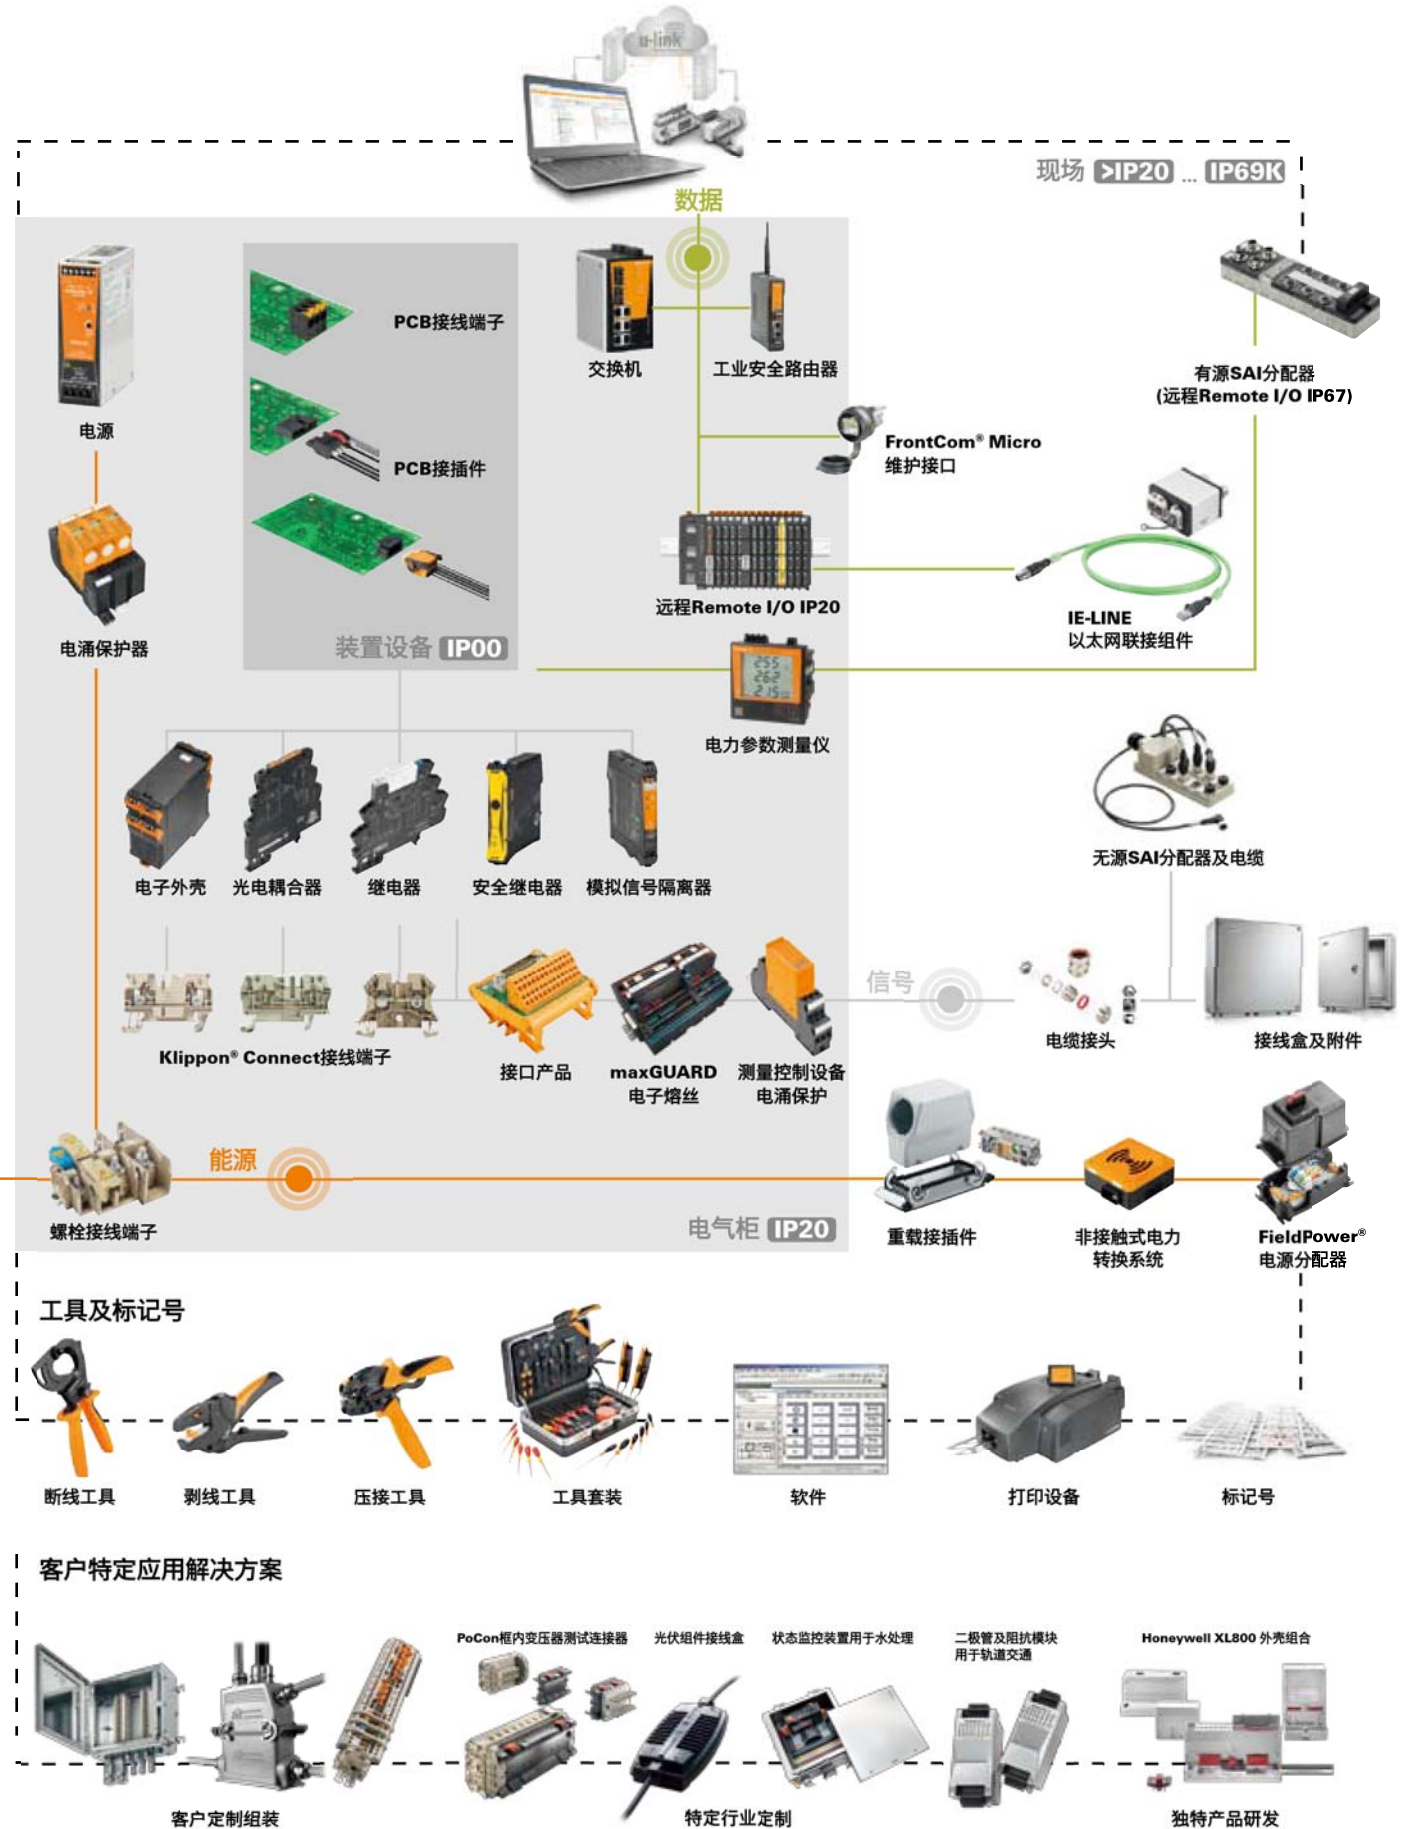 u-link
现场 >IP20 ... IP69K
数据
PCB接线端子
交换机
工业安全路由器
有源SAI分配器
(远程Remote I/O IP67)
电源
FrontCom® Micro
维护接口
PCB接插件
远程Remote I/O IP20
IE-LINE
以太网联接组件
电涌保护器
装置设备 IP00
255
262
215
电力参数测量仪
无源SAI分配器及电缆
电子外壳
光电耦合器
继电器
安全继电器
模拟信号隔离器
信号
Klippon® Connect接线端子
接口产品
maxGUARD
电子熔丝
测量控制设备
电涌保护
电缆接头
接线盒及附件
能源
螺栓接线端子
电气柜 IP20
重载接插件
非接触式电力
转换系统
FieldPower®
电源分配器
工具及标记号
断线工具
剥线工具
压接工具
工具套装
软件
打印设备
标记号
客户特定应用解决方案
PoCon框内变压器测试连接器
光伏组件接线盒
状态监控装置用于水处理
二极管及阻抗模块
用于轨道交通
Honeywell XL800 外壳组合
客户定制组装
特定行业定制
独特产品研发